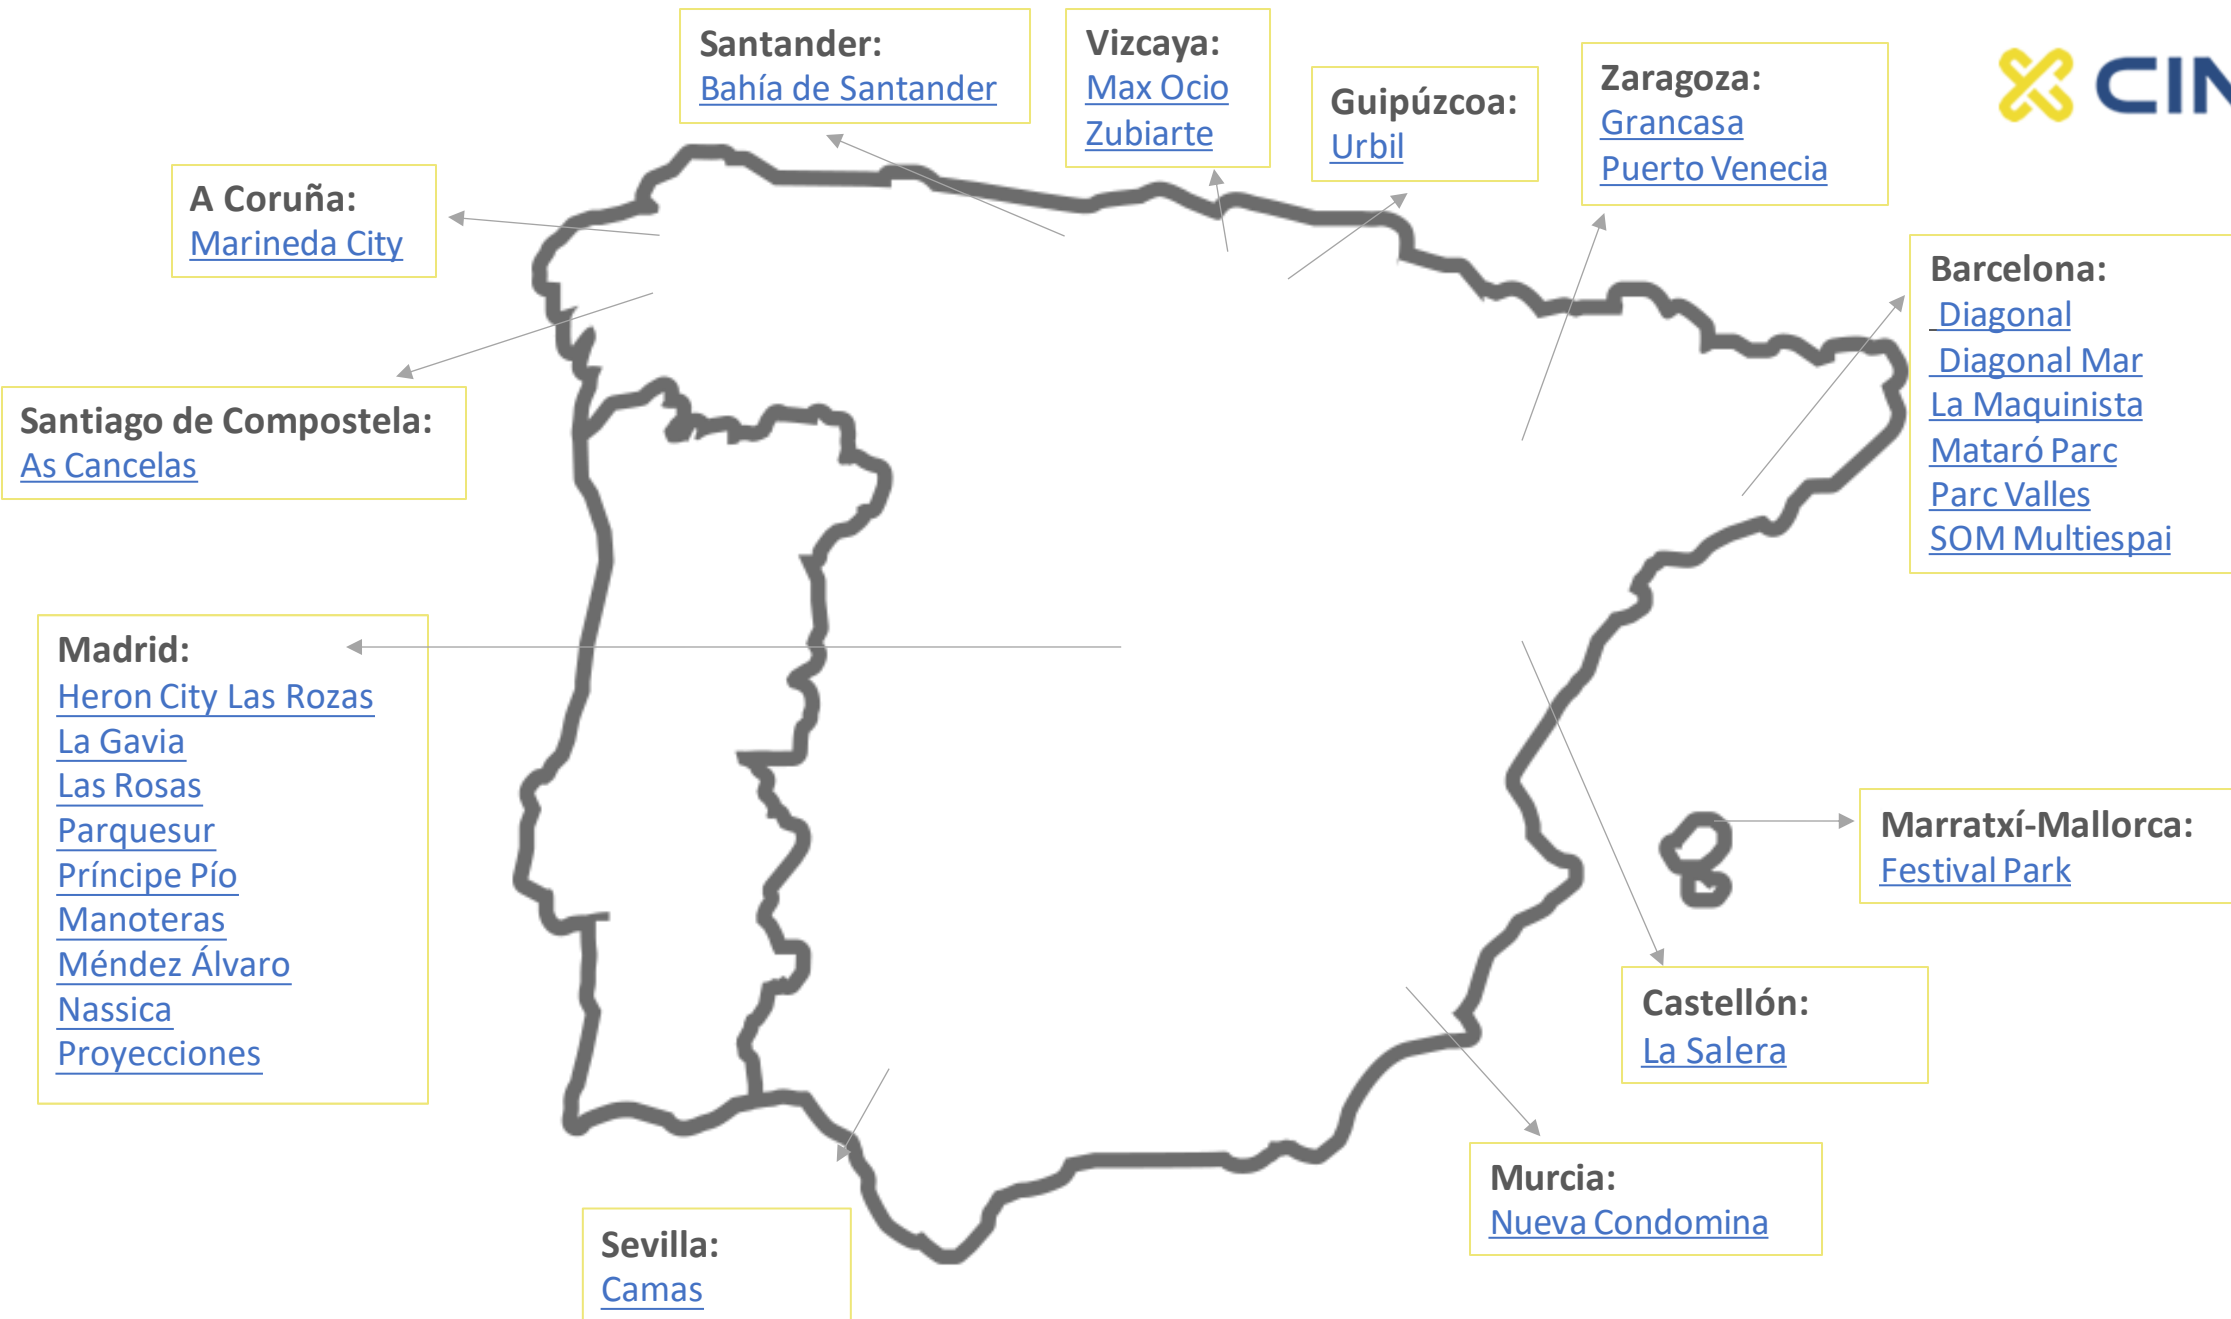 Santander:
Bahía de Santander
Vizcaya:
Max Ocio
Zubiarte
Guipúzcoa:
Urbil
Zaragoza:
Grancasa
Puerto Venecia
CIN
A Coruña:
Marineda City
Barcelona:
Diagonal
Diagonal Mar
La Maquinista
Mataró Parc
Parc Valles
SOM Multiespai
Santiago de Compostela:
As Cancelas
Madrid:
Heron City Las Rozas
La Gavia
Las Rosas
Parquesur
Príncipe Pío
Manoteras
Méndez Álvaro
Nassica
Proyecciones
Marratxí-Mallorca:
Festival Park
Castellón:
La Salera
Murcia:
Nueva Condomina
Sevilla:
Camas